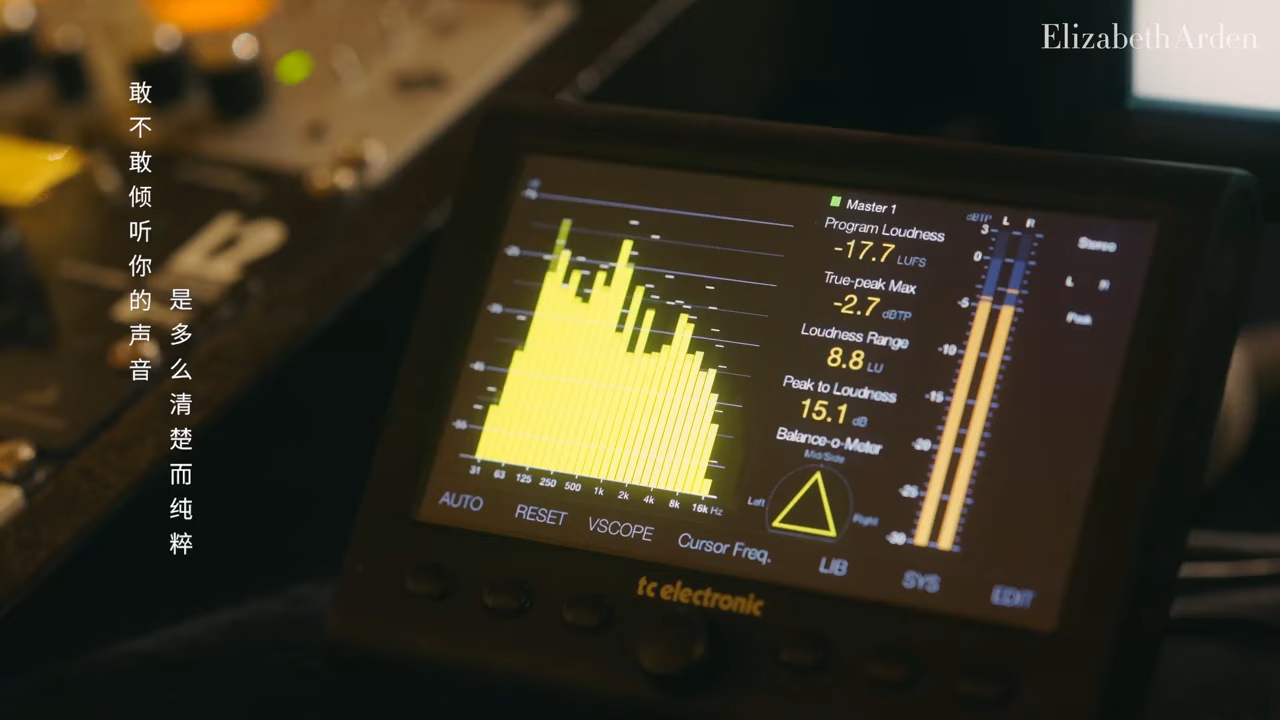 ElizabethArden
敢不敢倾听你的声音
是多么清楚而纯粹
Master 1
Program Loudness
-17.7 LUFS
True-peak Max
-2.7 dBTP
Loudness Range
8.8 LU
Peak to Loudness
15.1 dB
Balance-o-Meter
Mid/Side
Left
Right
dBTP L R
3
0
-5
-10
-15
-20
-25
-30
Stereo
L R
Peak
31 63 125 250 500 1k 2k 4k 8k 16k Hz
AUTO RESET VSCOPE Cursor Freq. LIB SYS EDIT
tc electronic